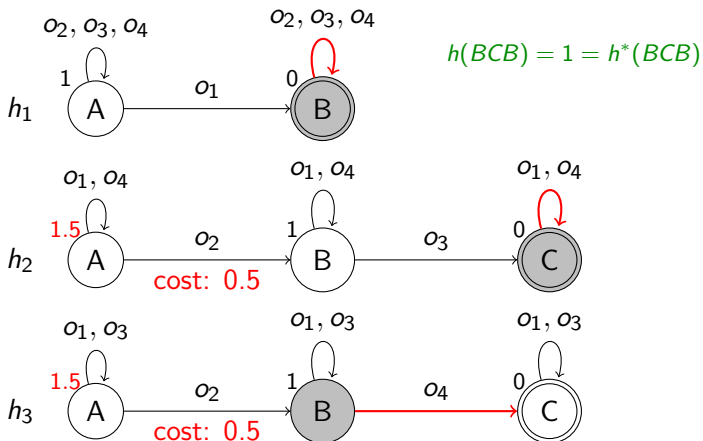 o₂, o₃, o₄ o₂, o₃, o₄
h(BCB) = 1 = h*(BCB)
1 0
h₁ A o₁ B
o₁, o₄ o₁, o₄ o₁, o₄
1.5 1 0
h₂ A o₂ B o₃ C
cost: 0.5
o₁, o₃ o₁, o₃ o₁, o₃
1.5 1 0
h₃ A o₂ B o₄ C
cost: 0.5